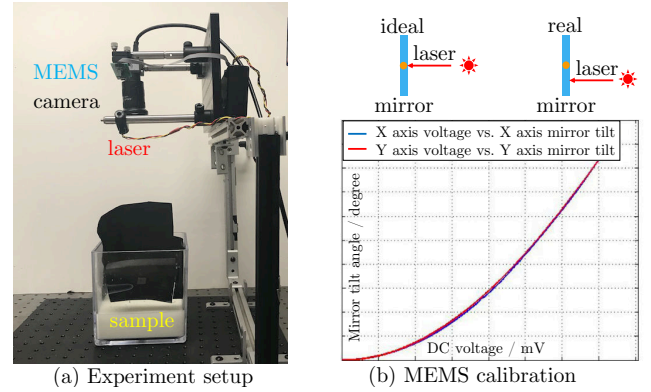 MEMS
camera
laser
sample
(a) Experiment setup
ideal
laser
mirror
real
laser
mirror
X axis voltage vs. X axis mirror tilt
Y axis voltage vs. Y axis mirror tilt
Mirror tilt angle / degree
DC voltage / mV
(b) MEMS calibration